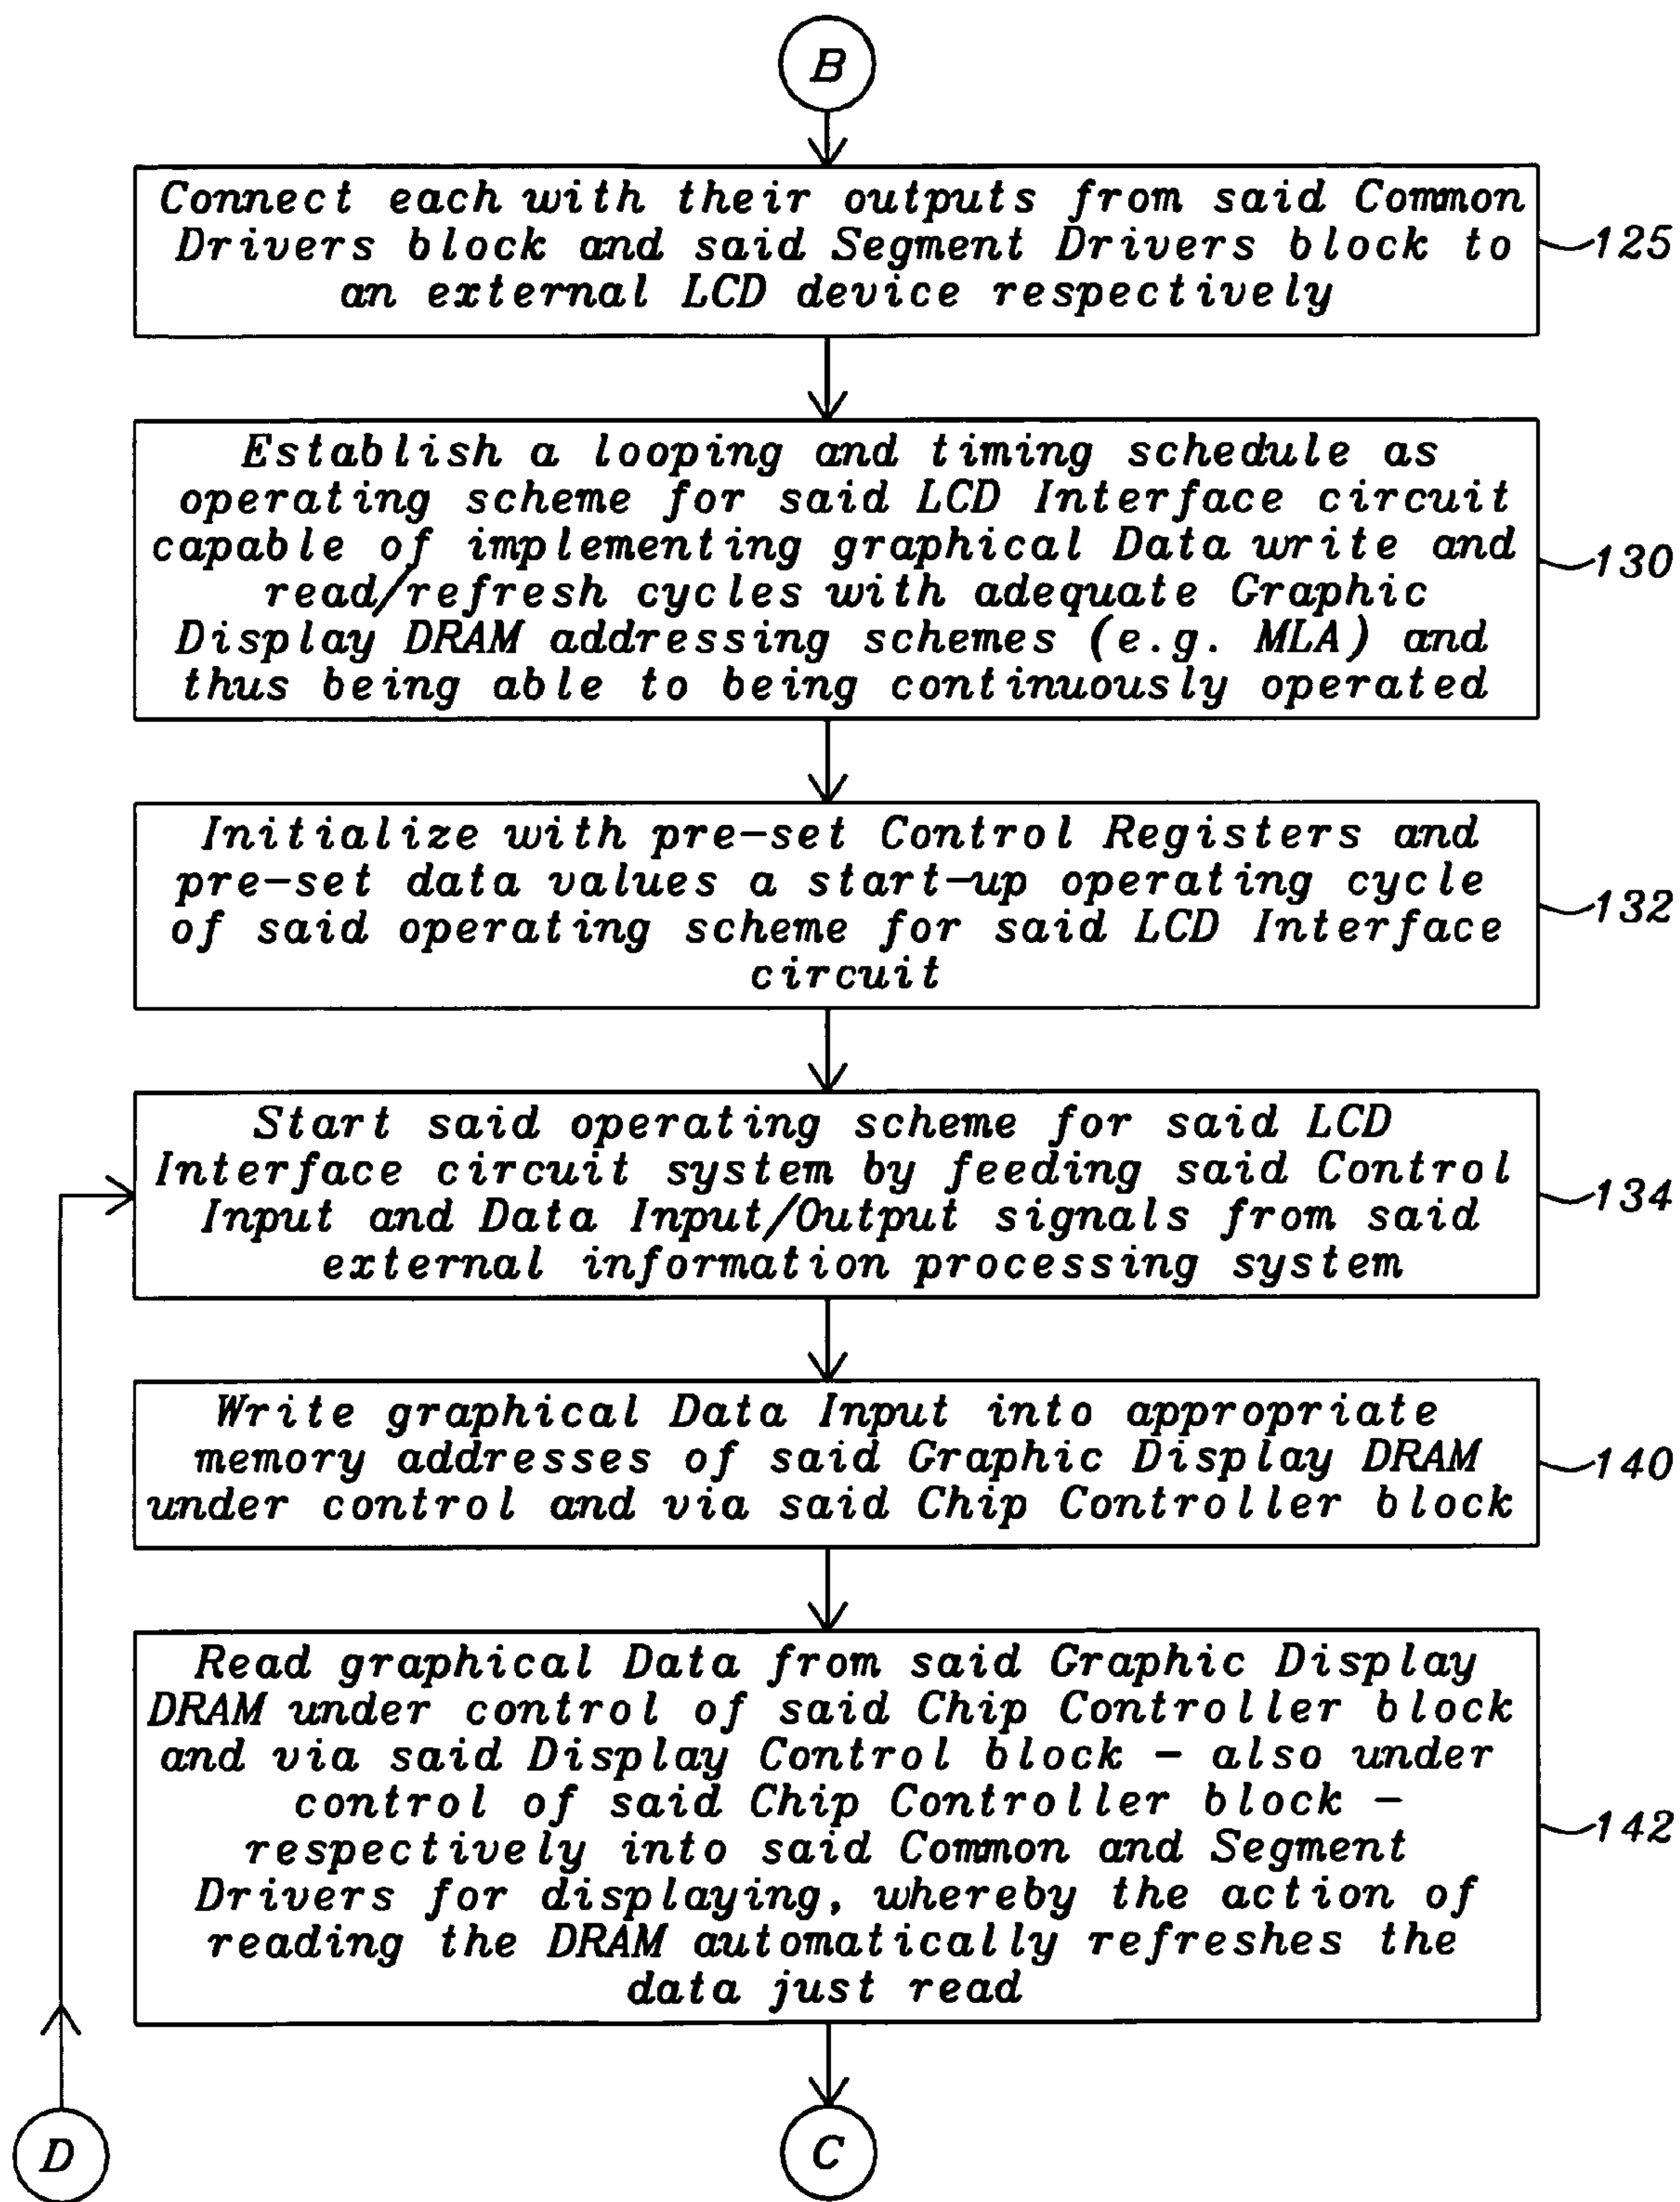 B
Connect each with their outputs from said Common
Drivers block and said Segment Drivers block to
an external LCD device respectively
125
Establish a looping and timing schedule as
operating scheme for said LCD Interface circuit
capable of implementing graphical Data write and
read/refresh cycles with adequate Graphic
Display DRAM addressing schemes (e.g. MLA) and
thus being able to being continuously operated
130
Initialize with pre-set Control Registers and
pre-set data values a start-up operating cycle
of said operating scheme for said LCD Interface
circuit
132
Start said operating scheme for said LCD
Interface circuit system by feeding said Control
Input and Data Input/Output signals from said
external information processing system
134
Write graphical Data Input into appropriate
memory addresses of said Graphic Display DRAM
under control and via said Chip Controller block
140
Read graphical Data from said Graphic Display
DRAM under control of said Chip Controller block
and via said Display Control block - also under
control of said Chip Controller block -
respectively into said Common and Segment
Drivers for displaying, whereby the action of
reading the DRAM automatically refreshes the
data just read
142
D
C